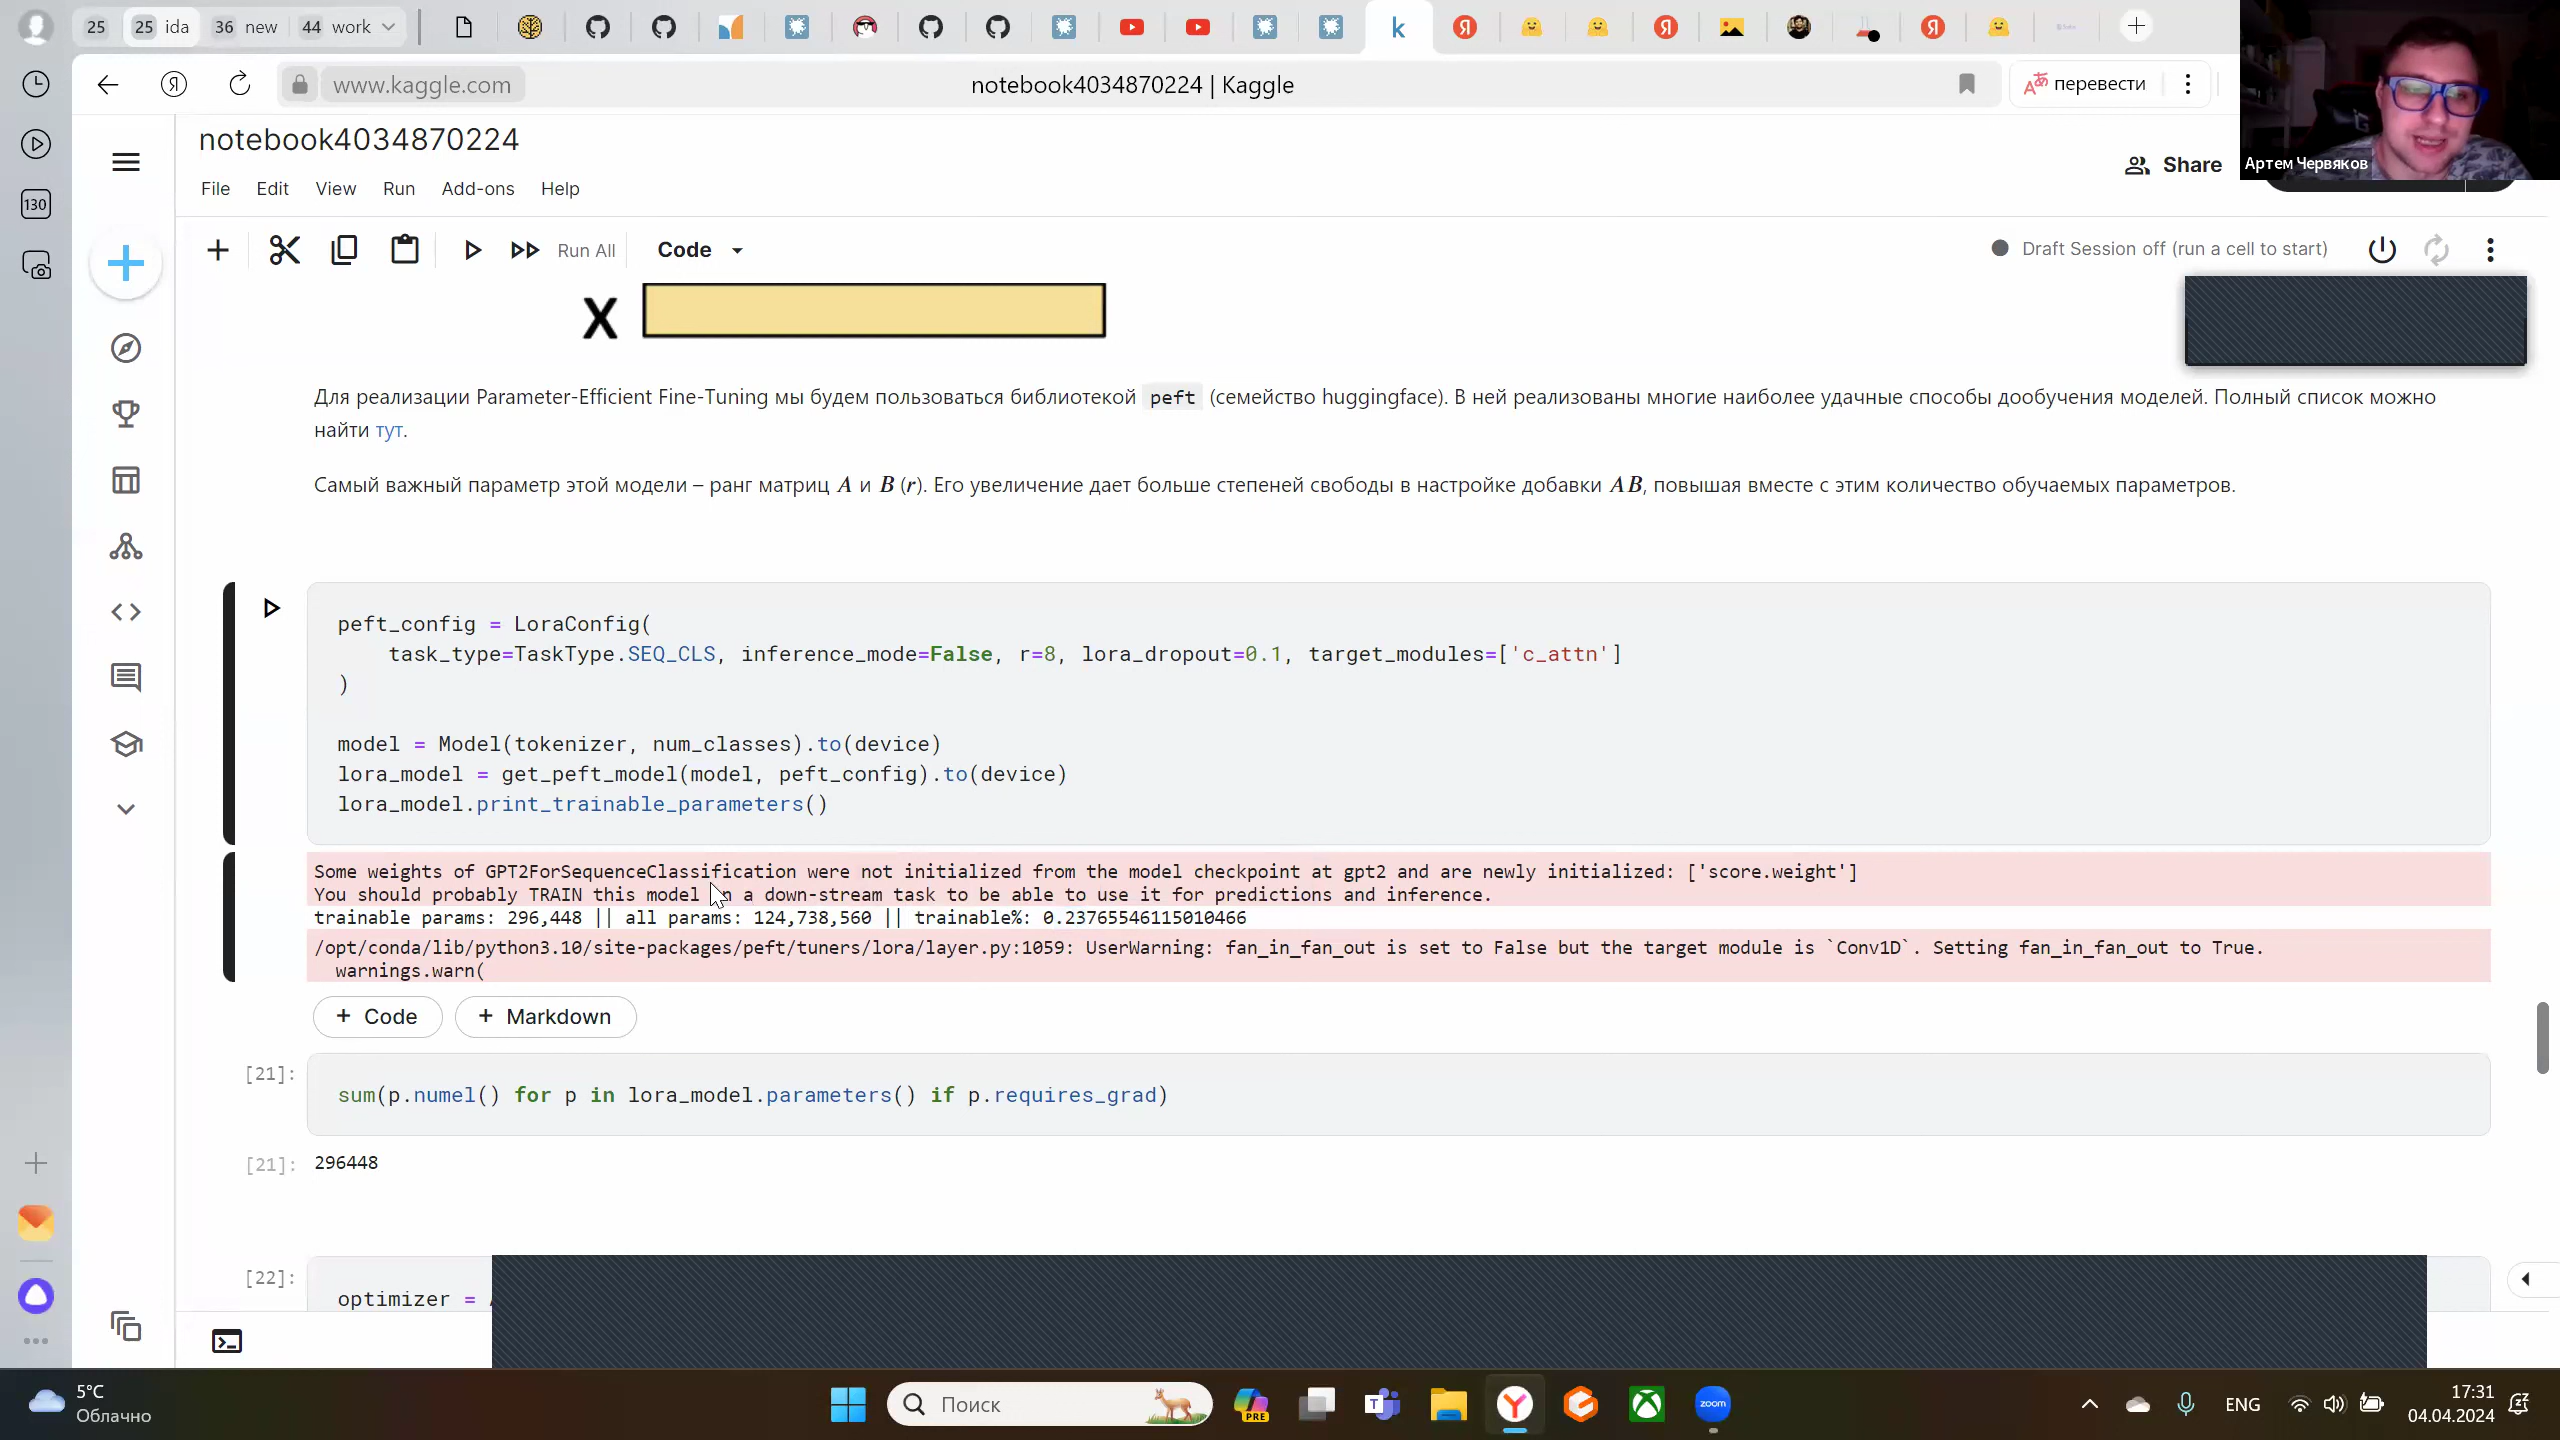 25
25 ida
36 new
44 work
www.kaggle.com
notebook4034870224 | Kaggle
перевести
Артем Червяков
130
notebook4034870224
File Edit View Run Add-ons Help
Share
Run All
Code
Draft Session off (run a cell to start)
X
Для реализации Parameter-Efficient Fine-Tuning мы будем пользоваться библиотекой peft (семейство huggingface). В ней реализованы многие наиболее удачные способы дообучения моделей. Полный список можно
найти тут.
Самый важный параметр этой модели – ранг матриц A и B (r). Его увеличение дает больше степеней свободы в настройке добавки AB, повышая вместе с этим количество обучаемых параметров.
peft_config = LoraConfig(
    task_type=TaskType.SEQ_CLS, inference_mode=False, r=8, lora_dropout=0.1, target_modules=['c_attn']
)
model = Model(tokenizer, num_classes).to(device)
lora_model = get_peft_model(model, peft_config).to(device)
lora_model.print_trainable_parameters()
Some weights of GPT2ForSequenceClassification were not initialized from the model checkpoint at gpt2 and are newly initialized: ['score.weight']
You should probably TRAIN this model on a down-stream task to be able to use it for predictions and inference.
trainable params: 296,448 || all params: 124,738,560 || trainable%: 0.23765546115010466
/opt/conda/lib/python3.10/site-packages/peft/tuners/lora/layer.py:1059: UserWarning: fan_in_fan_out is set to False but the target module is `Conv1D`. Setting fan_in_fan_out to True.
  warnings.warn(
+ Code + Markdown
[21]:
sum(p.numel() for p in lora_model.parameters() if p.requires_grad)
[21]: 296448
[22]:
optimizer =
5°C
Облачно
Поиск
PRE
zoom
ENG
17:31
04.04.2024